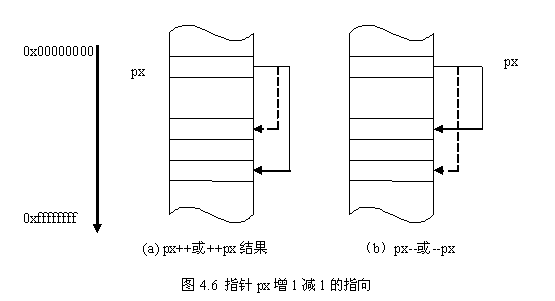 0x00000000
px
px
0xffffffff
(a) px++或++px 结果
（b）px--或--px
图 4.6 指针 px 增 1 减 1 的指向